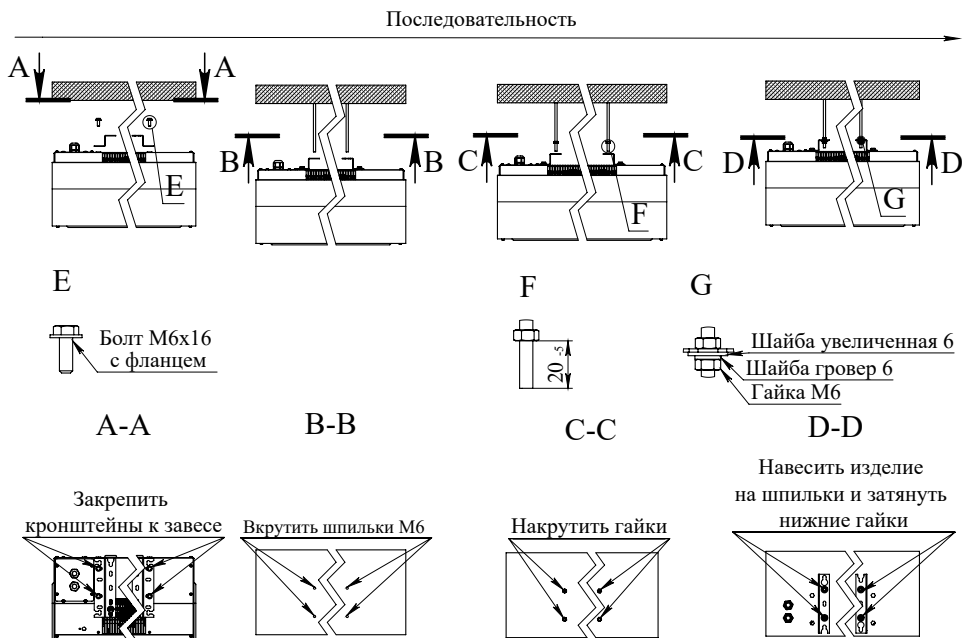 Последовательность
A A
B B
C C
D D
E
F
G
E
F
G
Болт М6х16
с фланцем
20 -5
Шайба увеличенная 6
Шайба гровер 6
Гайка М6
A-A
B-B
C-C
D-D
Закрепить
кронштейны к завесе
Вкрутить шпильки М6
Накрутить гайки
Навесить изделие
на шпильки и затянуть
нижние гайки